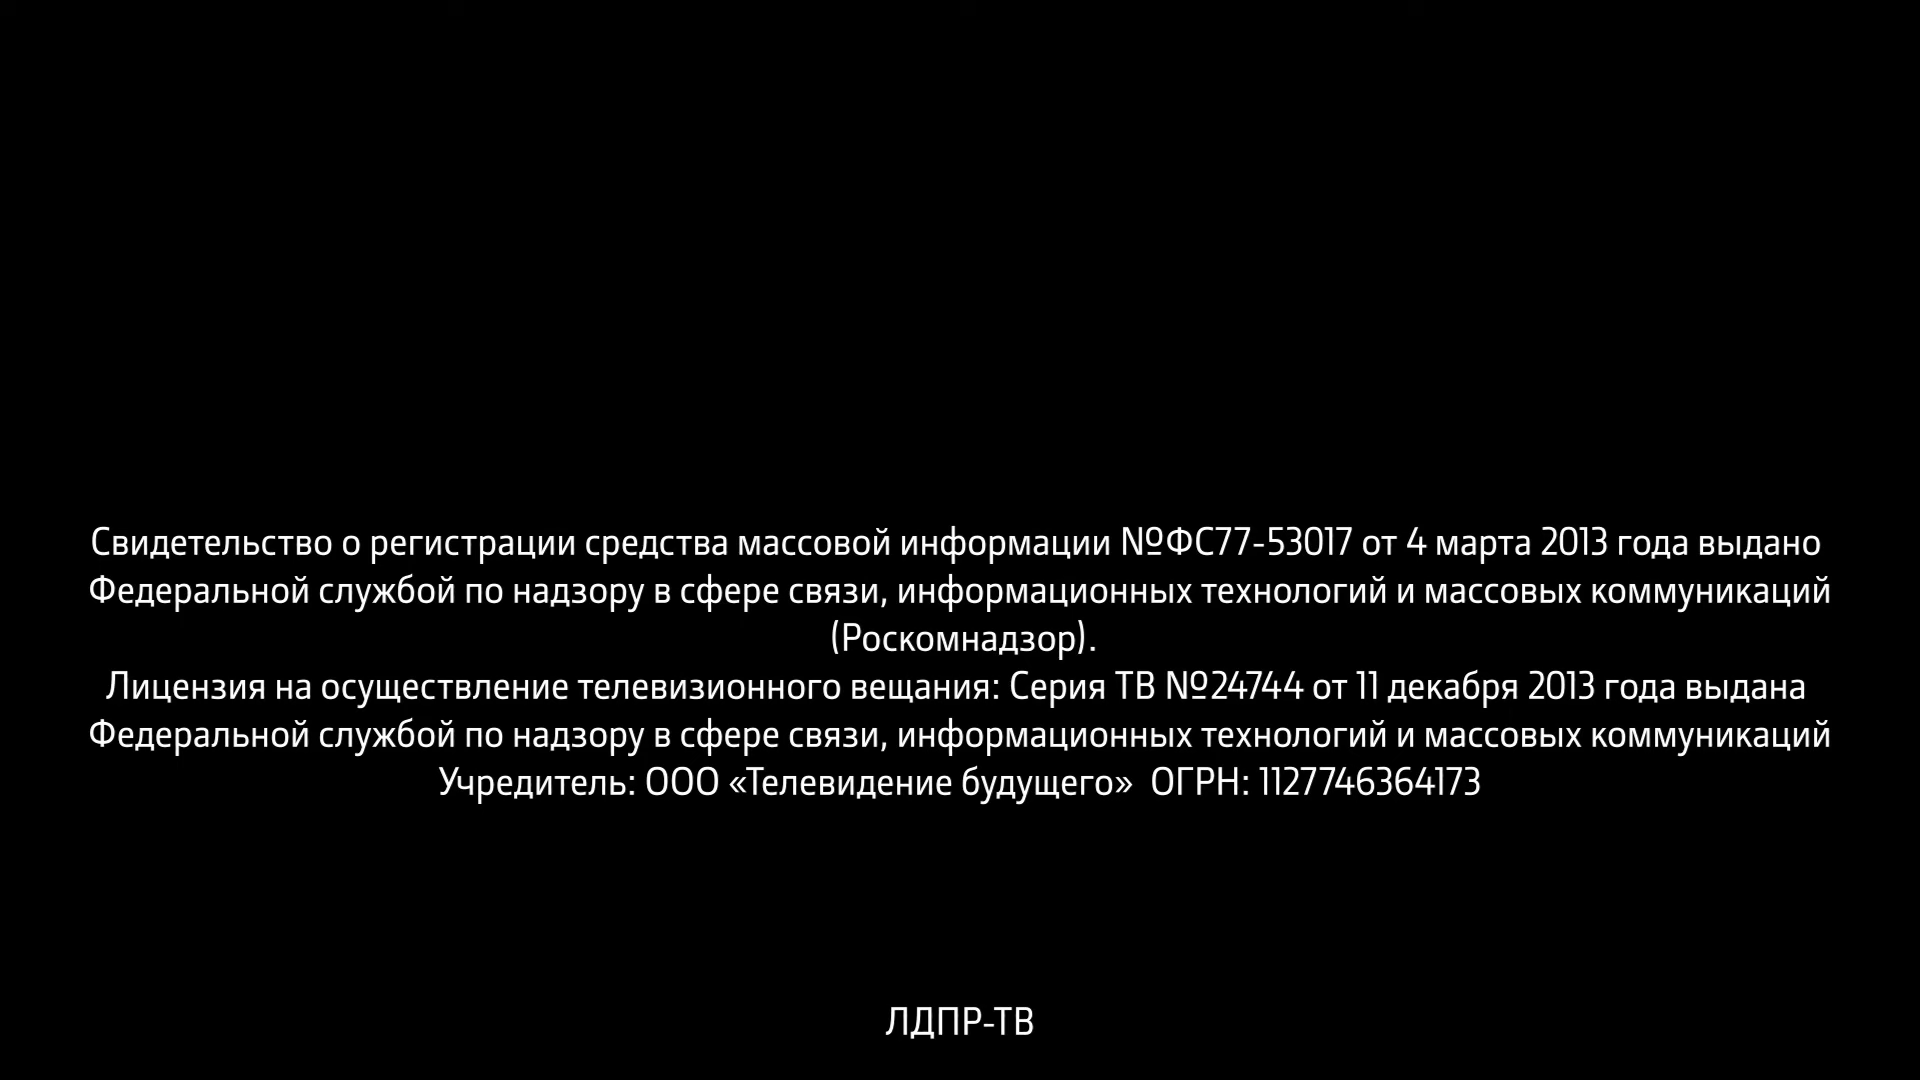 Свидетельство о регистрации средства массовой информации №ФС77-53017 от 4 марта 2013 года выдано
Федеральной службой по надзору в сфере связи, информационных технологий и массовых коммуникаций
(Роскомнадзор).
Лицензия на осуществление телевизионного вещания: Серия ТВ №24744 от 11 декабря 2013 года выдана
Федеральной службой по надзору в сфере связи, информационных технологий и массовых коммуникаций
Учредитель: ООО «Телевидение будущего»  ОГРН: 1127746364173
ЛДПР-ТВ